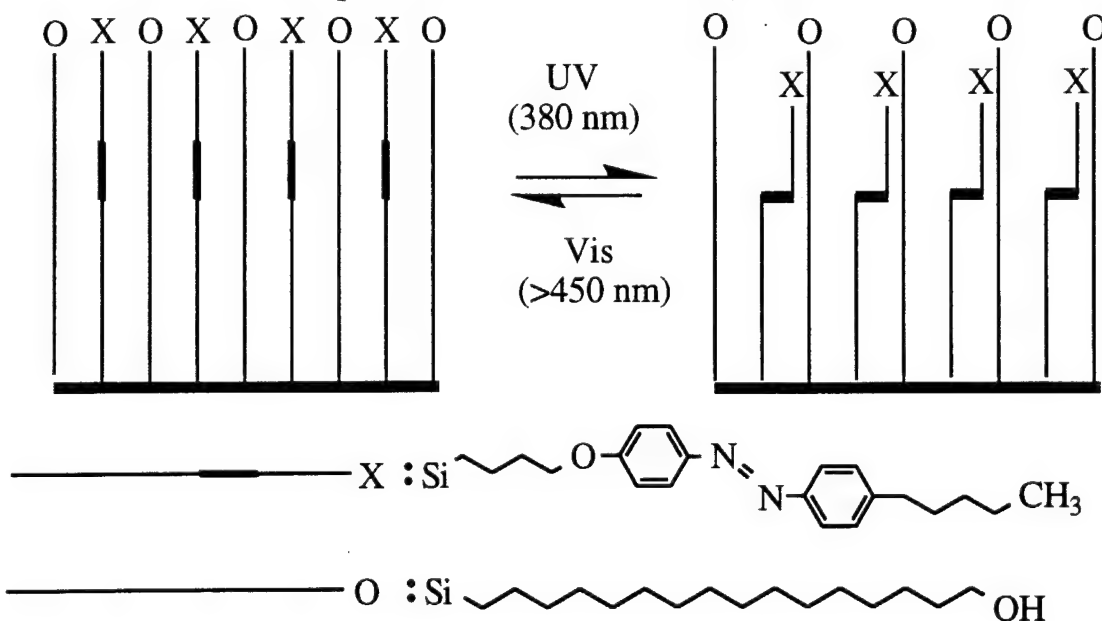 O X O X O X O X O
O O O O O
X X X X
UV
(380 nm)
Vis
(>450 nm)
X :Si O N N CH3
O :Si OH